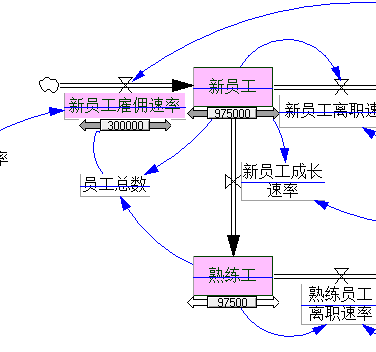 新员工
975000
新员工雇佣速率
300000
新员工离职速
率
员工总数
新员工成长
速率
熟练工
97500
熟练员工
离职速率